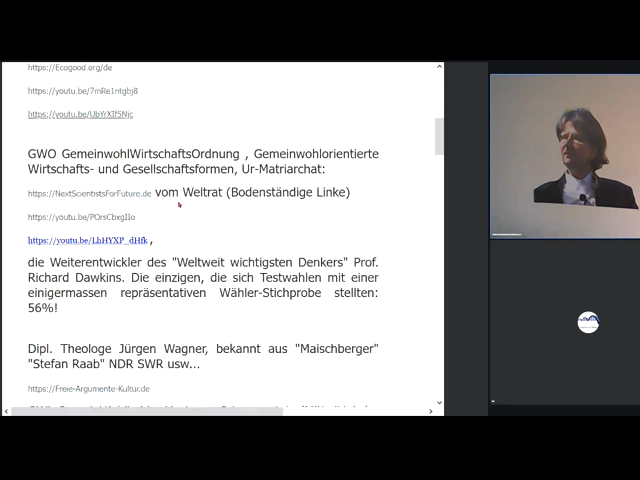 https://Ecogood.org/de
https://youtu.be/7mRe1ntgbj8
https://youtu.be/UbYrXIf5Njc
GWO GemeinwohlWirtschaftsOrdnung , Gemeinwohlorientierte
Wirtschafts- und Gesellschaftsformen, Ur-Matriarchat:
https://NextScientistsForFuture.de vom Weltrat (Bodenständige Linke)
https://youtu.be/POrsCbxgIIo
https://youtu.be/LhHYXP_dHfk ,
die Weiterentwickler des "Weltweit wichtigsten Denkers" Prof.
Richard Dawkins. Die einzigen, die sich Testwahlen mit einer
einigermassen repräsentativen Wähler-Stichprobe stellten:
56%!
Dipl. Theologe Jürgen Wagner, bekannt aus "Maischberger"
"Stefan Raab" NDR SWR usw...
https://Freie-Argumente-Kultur.de